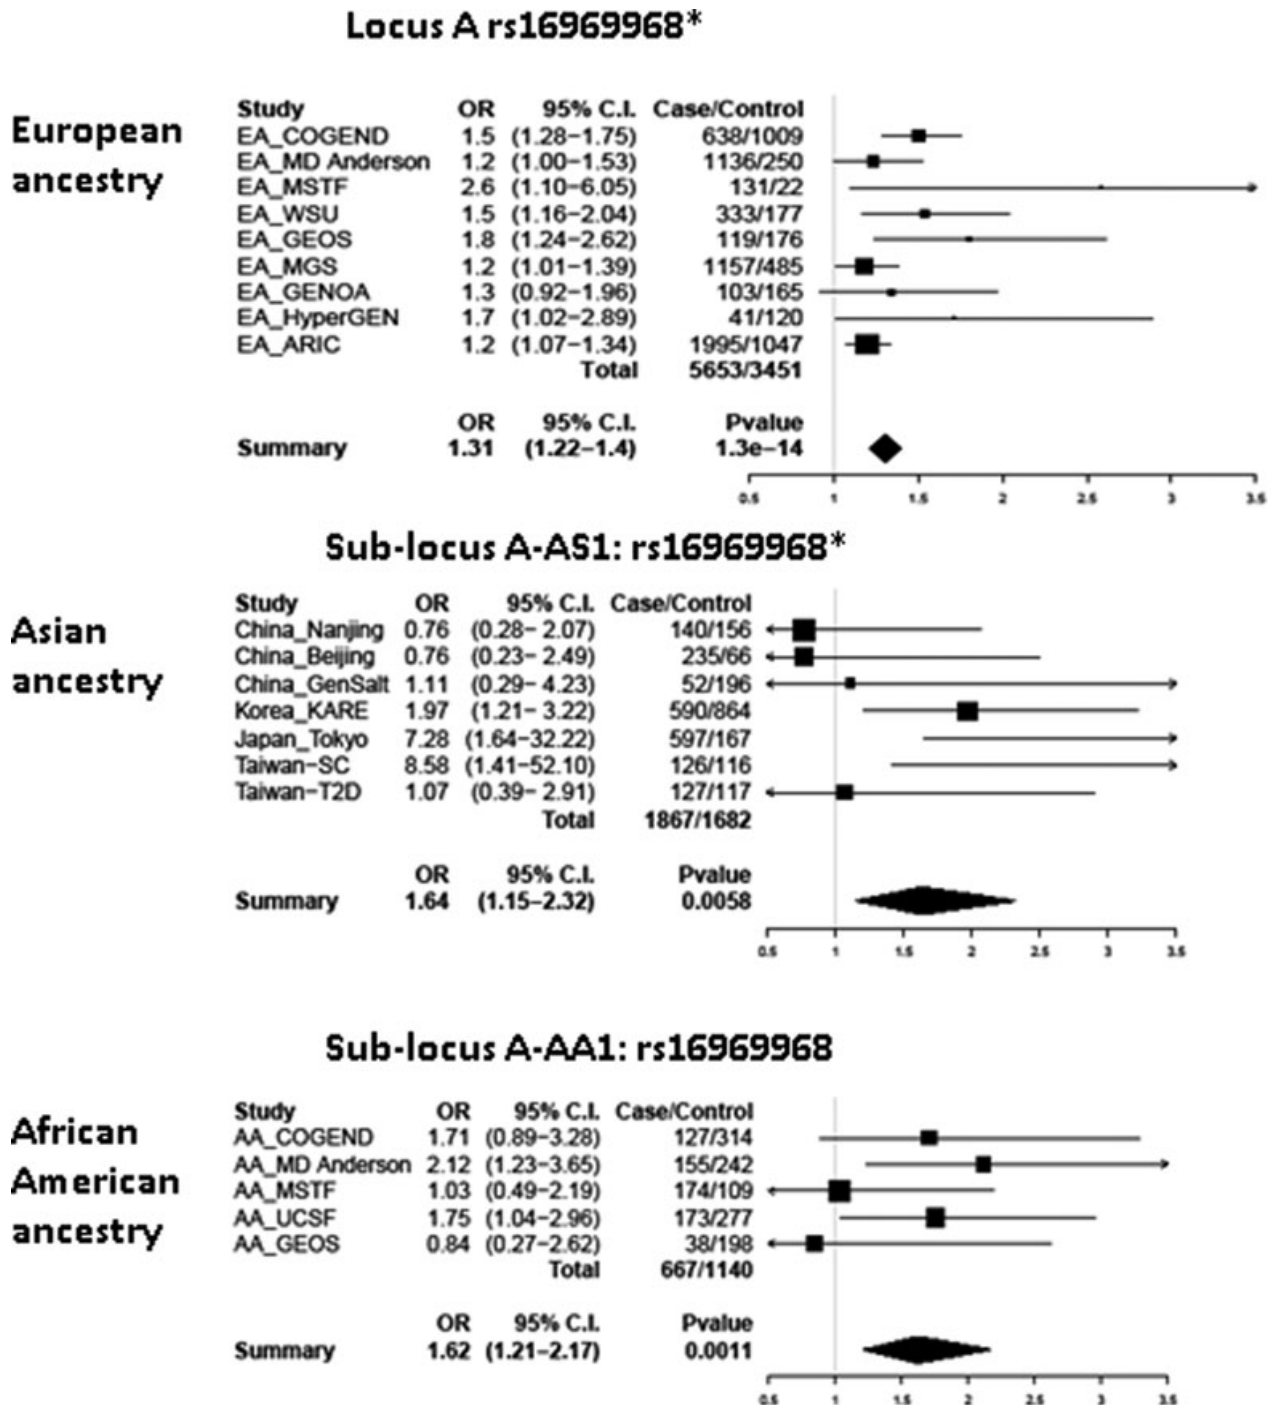 Locus A rs16969968*
European ancestry
Study OR 95% C.I. Case/Control
EA_COGEND 1.5 (1.28−1.75) 638/1009
EA_MD Anderson 1.2 (1.00−1.53) 1136/250
EA_MSTF 2.6 (1.10−6.05) 131/22
EA_WSU 1.5 (1.16−2.04) 333/177
EA_GEOS 1.8 (1.24−2.62) 119/176
EA_MGS 1.2 (1.01−1.39) 1157/485
EA_GENOA 1.3 (0.92−1.96) 103/165
EA_HyperGEN 1.7 (1.02−2.89) 41/120
EA_ARIC 1.2 (1.07−1.34) 1995/1047
Total 5653/3451
OR 95% C.I. Pvalue
Summary 1.31 (1.22−1.4) 1.3e−14
0.5 1 1.5 2 2.5 3 3.5
Sub-locus A-AS1: rs16969968*
Asian ancestry
Study OR 95% C.I. Case/Control
China_Nanjing 0.76 (0.28− 2.07) 140/156
China_Beijing 0.76 (0.23− 2.49) 235/66
China_GenSalt 1.11 (0.29− 4.23) 52/196
Korea_KARE 1.97 (1.21− 3.22) 590/864
Japan_Tokyo 7.28 (1.64−32.22) 597/167
Taiwan−SC 8.58 (1.41−52.10) 126/116
Taiwan−T2D 1.07 (0.39− 2.91) 127/117
Total 1867/1682
OR 95% C.I. Pvalue
Summary 1.64 (1.15−2.32) 0.0058
0.5 1 1.5 2 2.5 3 3.5
Sub-locus A-AA1: rs16969968
African American ancestry
Study OR 95% C.I. Case/Control
AA_COGEND 1.71 (0.89−3.28) 127/314
AA_MD Anderson 2.12 (1.23−3.65) 155/242
AA_MSTF 1.03 (0.49−2.19) 174/109
AA_UCSF 1.75 (1.04−2.96) 173/277
AA_GEOS 0.84 (0.27−2.62) 38/198
Total 667/1140
OR 95% C.I. Pvalue
Summary 1.62 (1.21−2.17) 0.0011
0.5 1 1.5 2 2.5 3 3.5